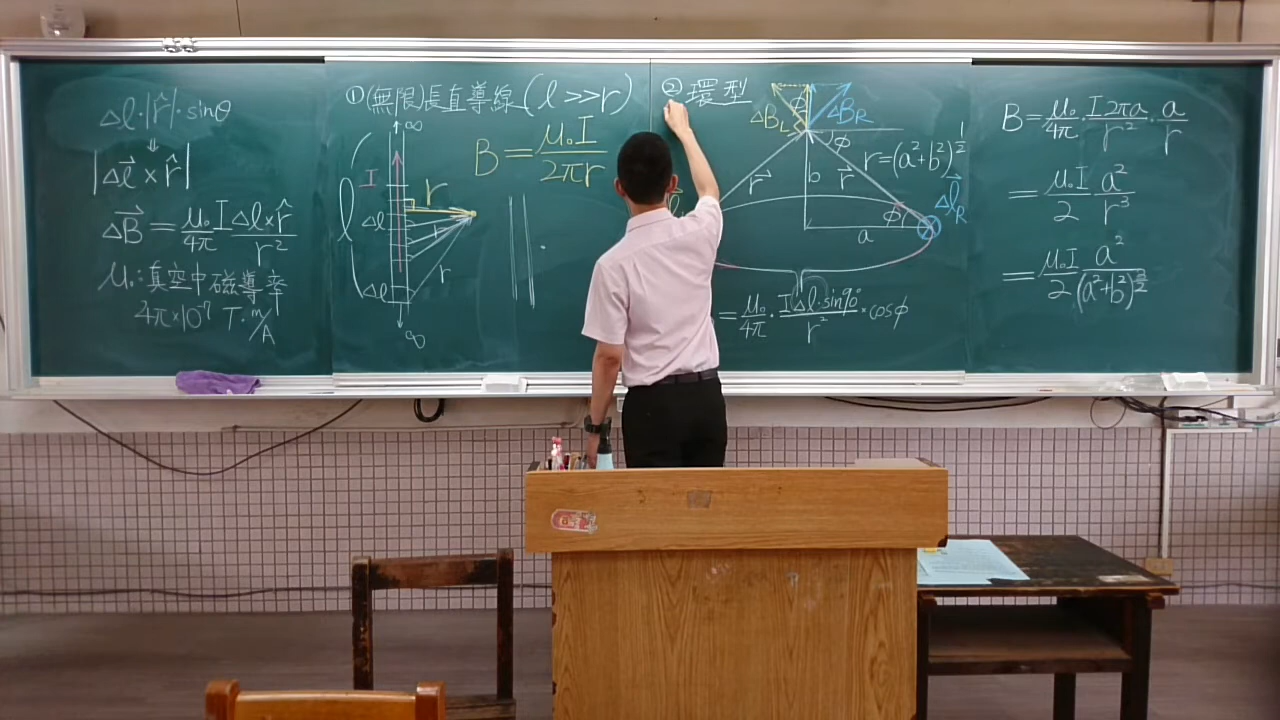 Δl·|r̂|·sinθ
⇓
|Δl⃗ × r̂|
ΔB⃗ = μ₀/4π IΔl×r̂/r²
μ₀:真空中磁導率
4π×10⁻⁷ T·m/A
①(無限)長直導線(l≫r)
∞
I
l
Δl
Δl
r
r
r
∞
B = μ₀I/2πr
②環型
ΔB_L
ϕ
ΔB_R
ϕ
r = (a²+b²)^½
r⃗
b
r⃗
Δl⃗_R
ϕ
a
= μ₀/4π · IΔl·sin90°/r² · cosϕ
B = μ₀/4π · I2πa/r² · a/r
= μ₀I/2 · a²/r³
= μ₀I/2 a²/(a²+b²)^3/2